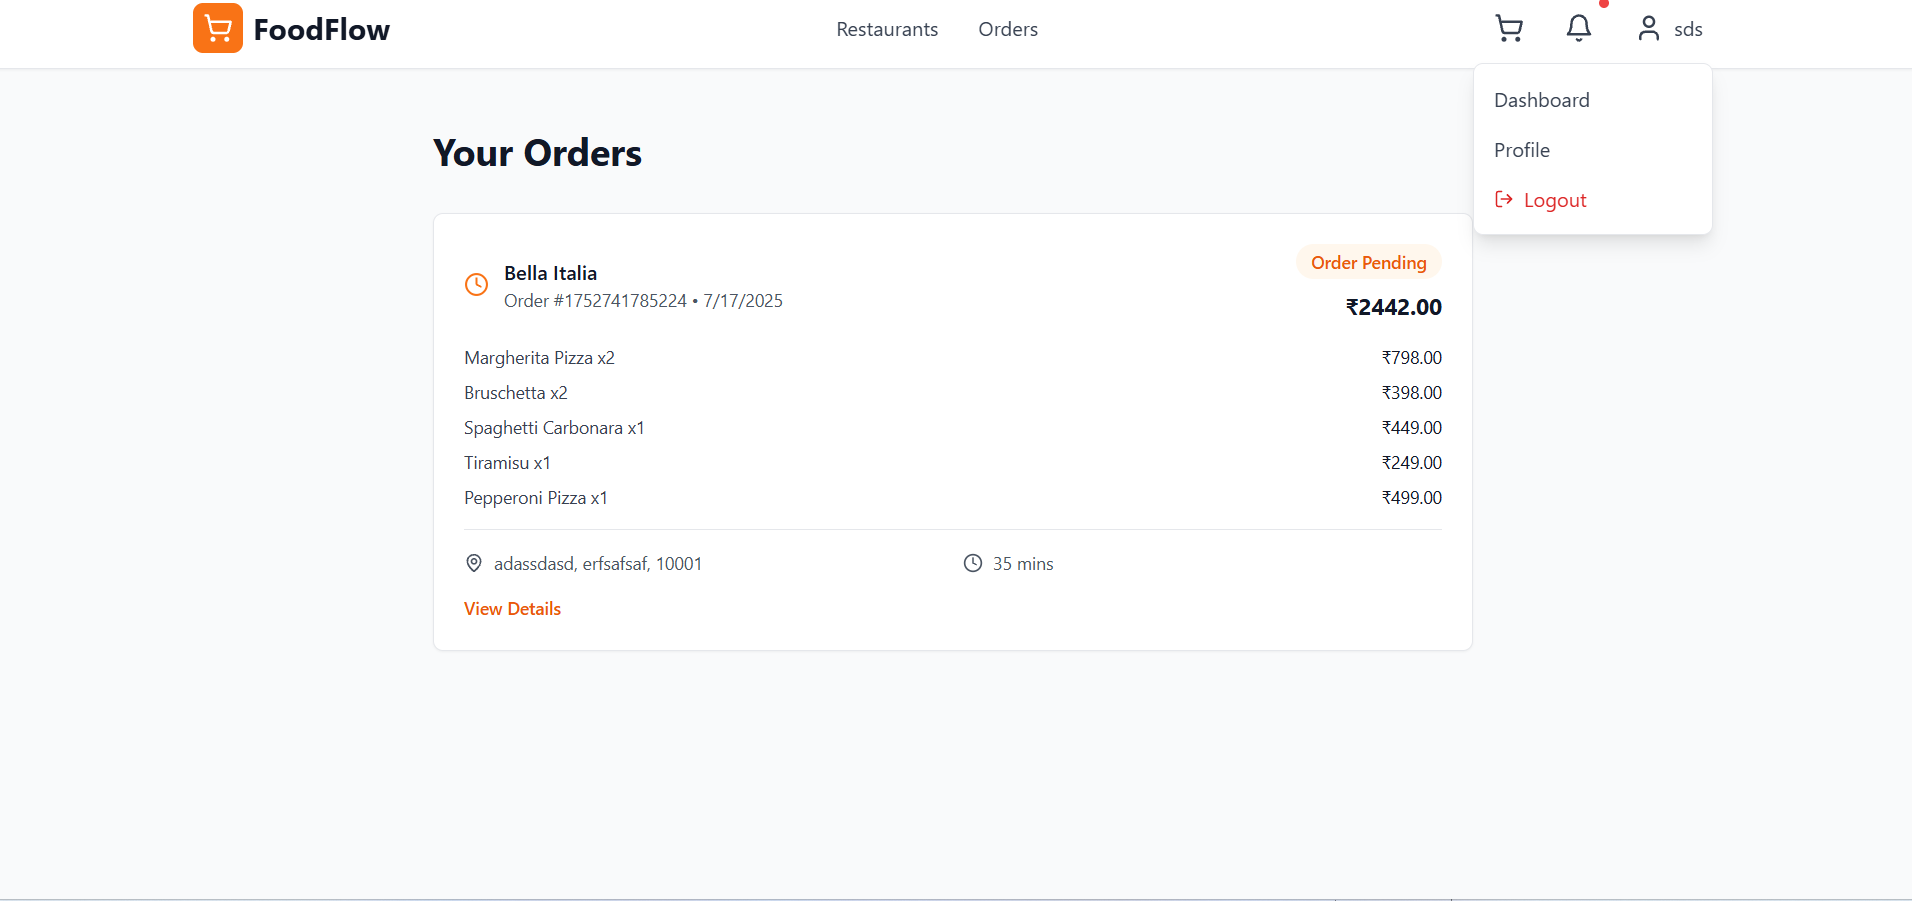 FoodFlow
Restaurants
Orders
sds
Dashboard
Profile
Logout
Your Orders
Bella Italia
Order #1752741785224 • 7/17/2025
Order Pending
₹2442.00
Margherita Pizza x2 ₹798.00
Bruschetta x2 ₹398.00
Spaghetti Carbonara x1 ₹449.00
Tiramisu x1 ₹249.00
Pepperoni Pizza x1 ₹499.00
adassdasd, erfsafsaf, 10001
35 mins
View Details